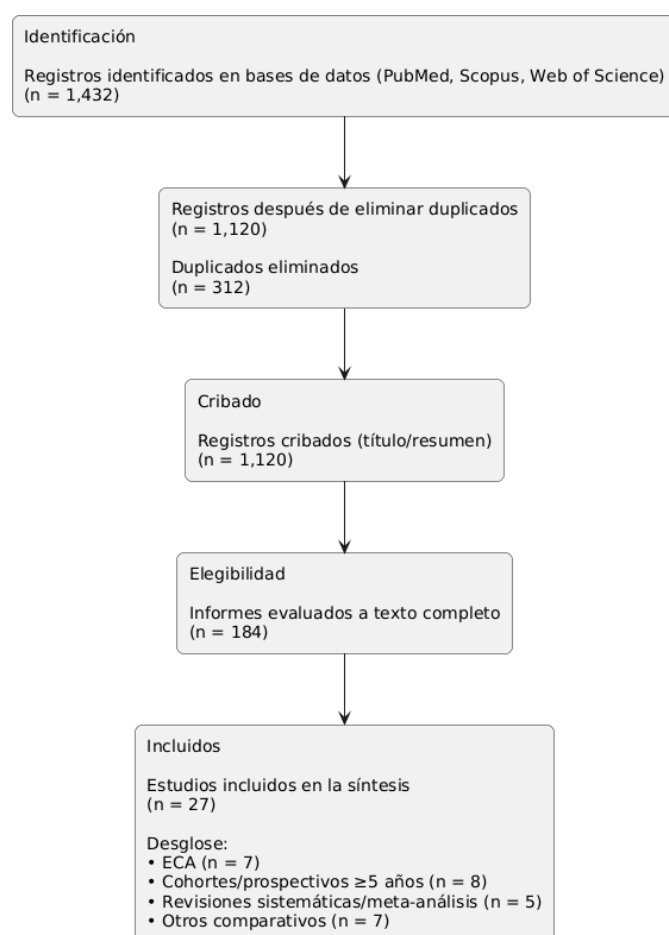 Identificación
Registros identificados en bases de datos (PubMed, Scopus, Web of Science)
(n = 1,432)
Registros después de eliminar duplicados
(n = 1,120)
Duplicados eliminados
(n = 312)
Cribado
Registros cribados (título/resumen)
(n = 1,120)
Elegibilidad
Informes evaluados a texto completo
(n = 184)
Incluidos
Estudios incluidos en la síntesis
(n = 27)
Desglose:
• ECA (n = 7)
• Cohortes/prospectivos ≥5 años (n = 8)
• Revisiones sistemáticas/meta-análisis (n = 5)
• Otros comparativos (n = 7)